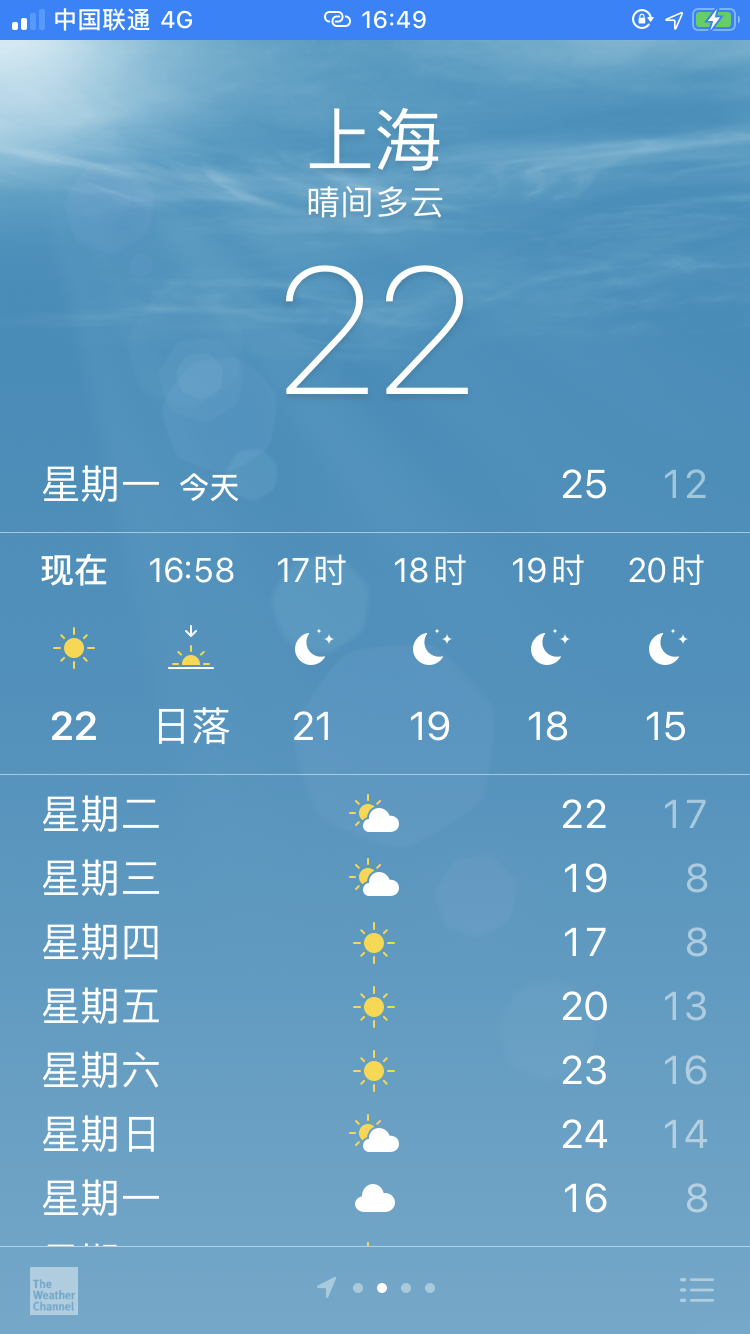 中国联通 4G 16:49
上海
晴间多云
22
星期一 今天 25 12
现在 16:58 17时 18时 19时 20时
22 日落 21 19 18 15
星期二 22 17
星期三 19 8
星期四 17 8
星期五 20 13
星期六 23 16
星期日 24 14
星期一 16 8
The
Weather
Channel